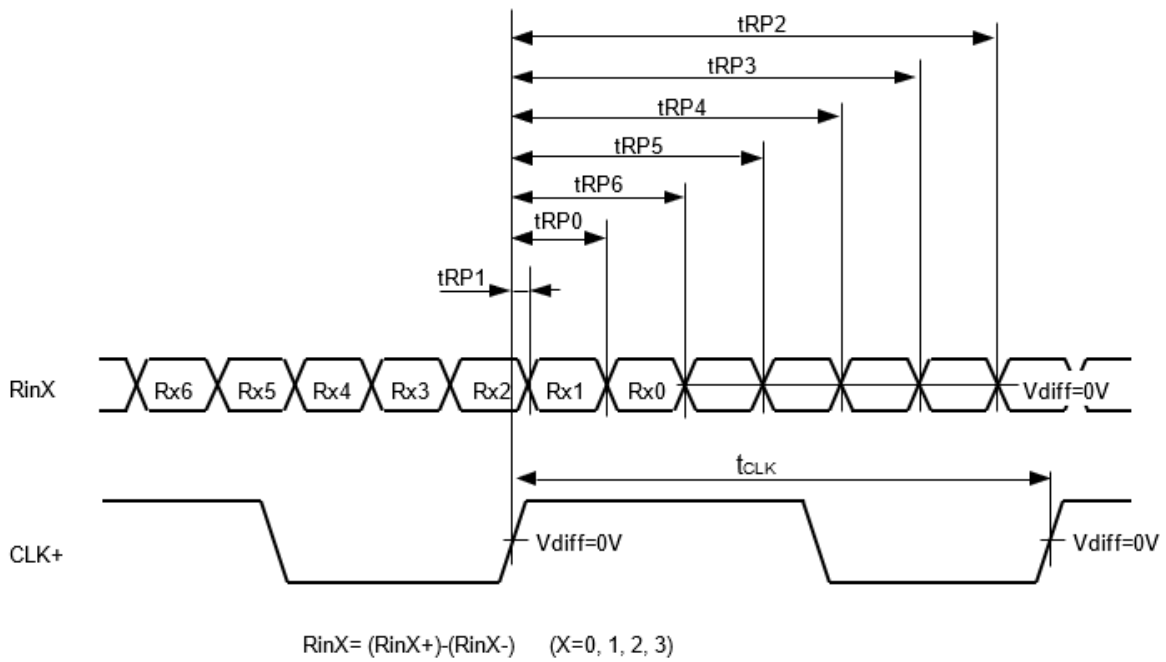 tRP2
tRP3
tRP4
tRP5
tRP6
tRP0
tRP1
RinX Rx6 Rx5 Rx4 Rx3 Rx2 Rx1 Rx0 Vdiff=0V
tCLK
CLK+ Vdiff=0V Vdiff=0V
RinX= (RinX+)-(RinX-) (X=0, 1, 2, 3)